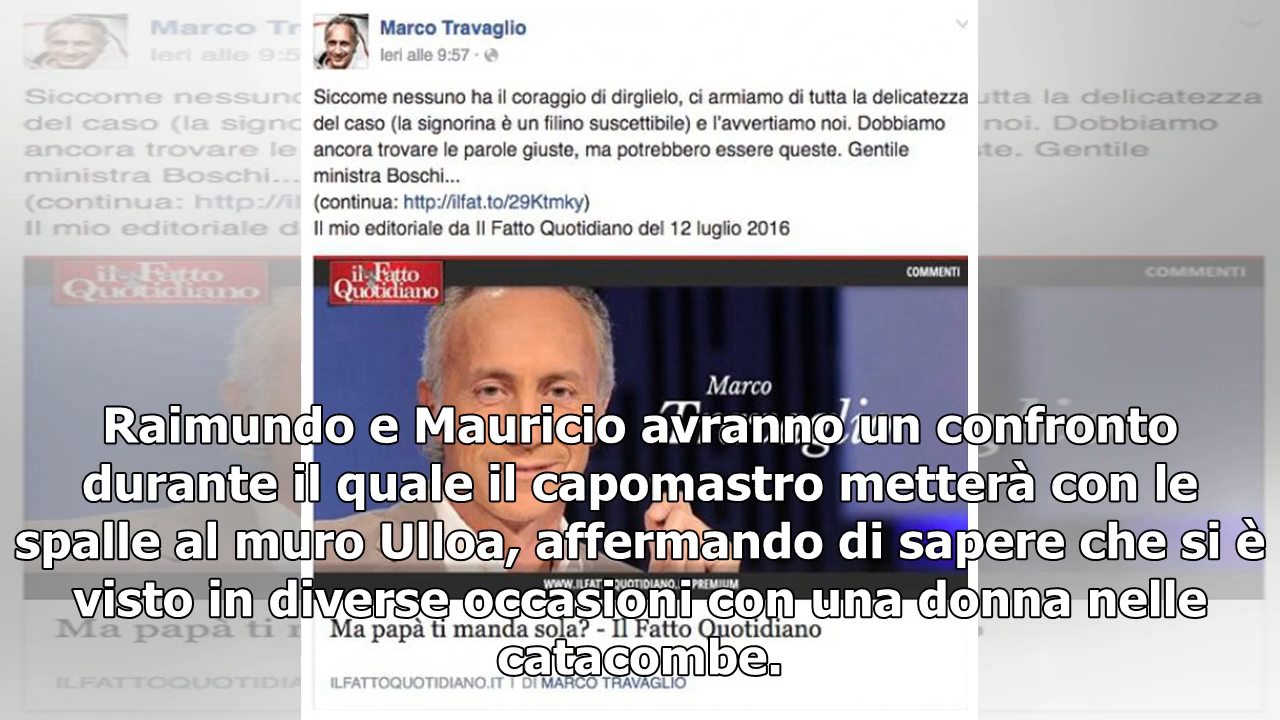 Marco Travaglio
Ieri alle 9:57
Siccome nessuno ha il coraggio di dirglielo, ci armiamo di tutta la delicatezza
del caso (la signorina è un filino suscettibile) e l'avvertiamo noi. Dobbiamo
ancora trovare le parole giuste, ma potrebbero essere queste. Gentile
ministra Boschi...
(continua: http://ilfat.to/29Ktmky)
Il mio editoriale da Il Fatto Quotidiano del 12 luglio 2016
il Fatto
Quotidiano
COMMENTI
Marco
Travaglio
Raimundo e Mauricio avranno un confronto
durante il quale il capomastro metterà con le
spalle al muro Ulloa, affermando di sapere che si è
visto in diverse occasioni con una donna nelle
catacombe.
Ma papà ti manda sola? - Il Fatto Quotidiano
ILFATTOQUOTIDIANO.IT | DI MARCO TRAVAGLIO